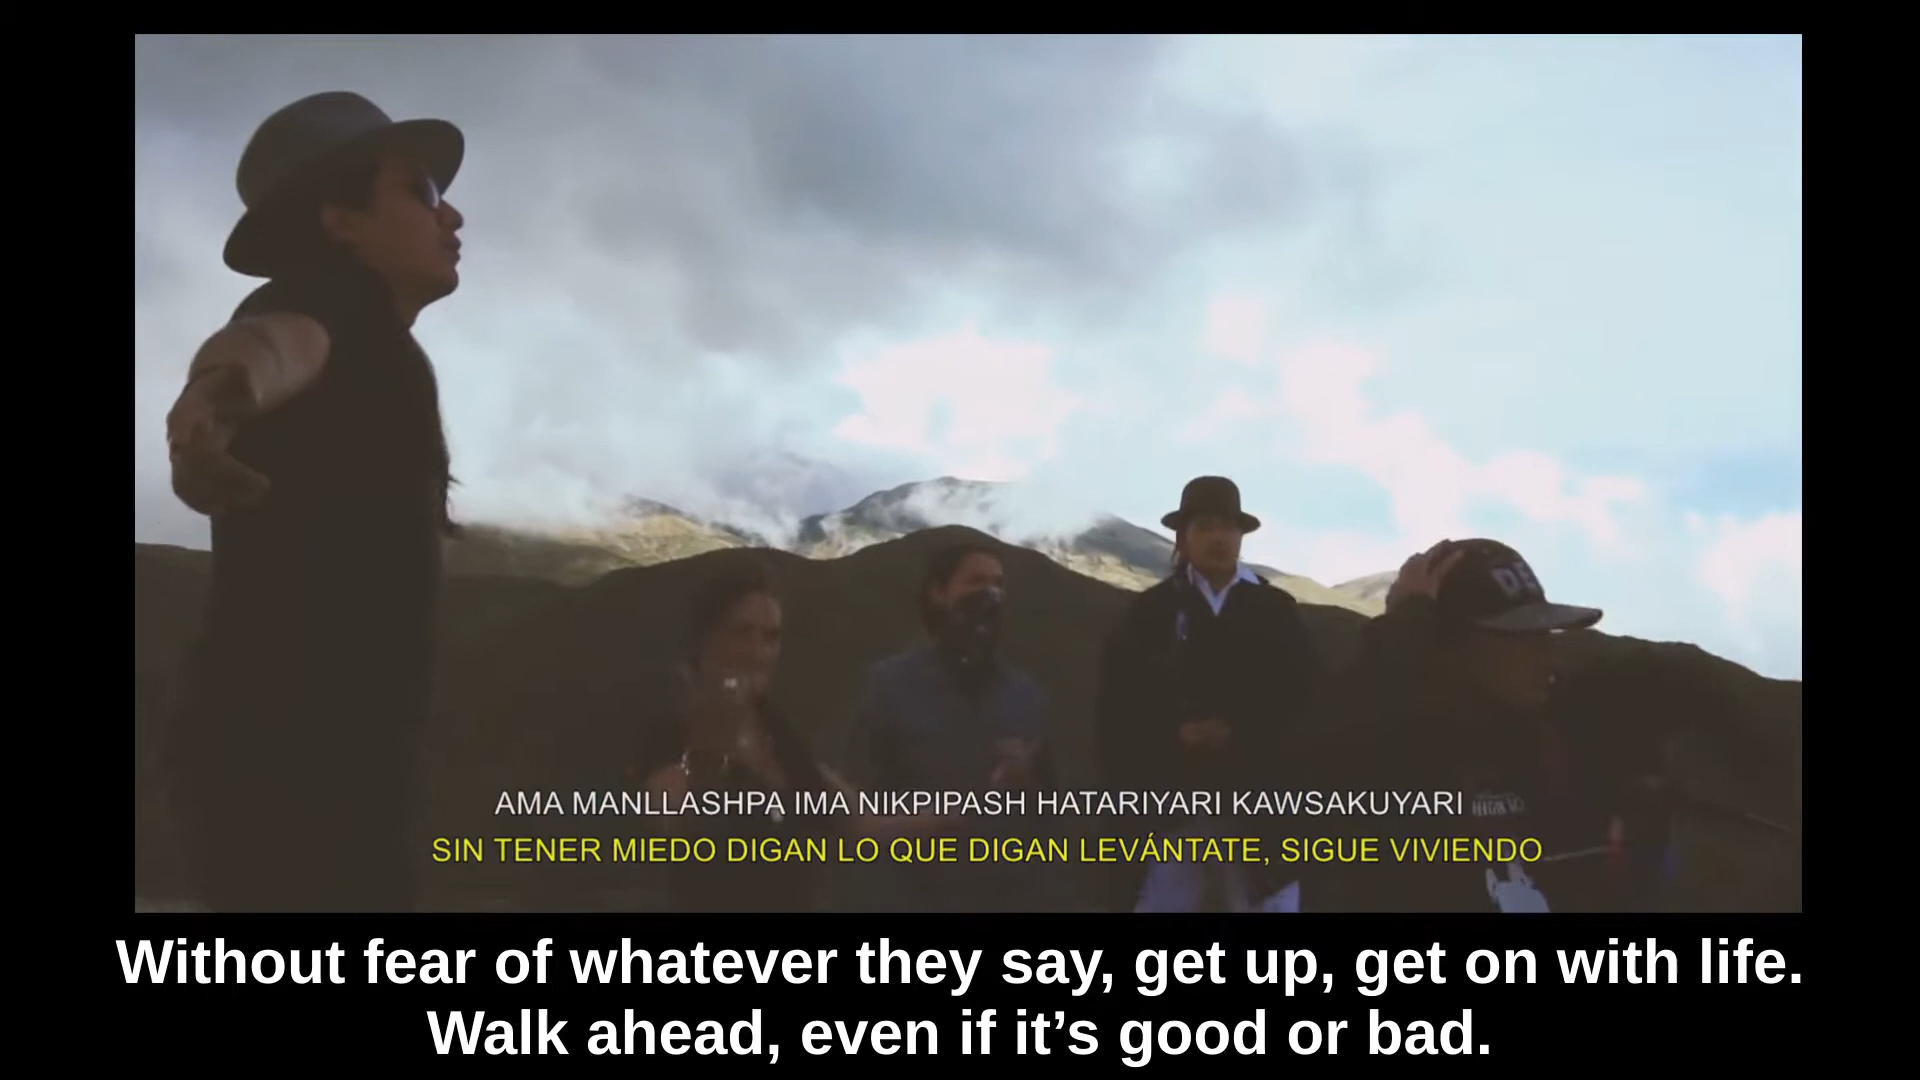 AMA MANLLASHPA IMA NIKPIPASH HATARIYARI KAWSAKUYARI
SIN TENER MIEDO DIGAN LO QUE DIGAN LEVÁNTATE, SIGUE VIVIENDO
Without fear of whatever they say, get up, get on with life.
Walk ahead, even if it’s good or bad.